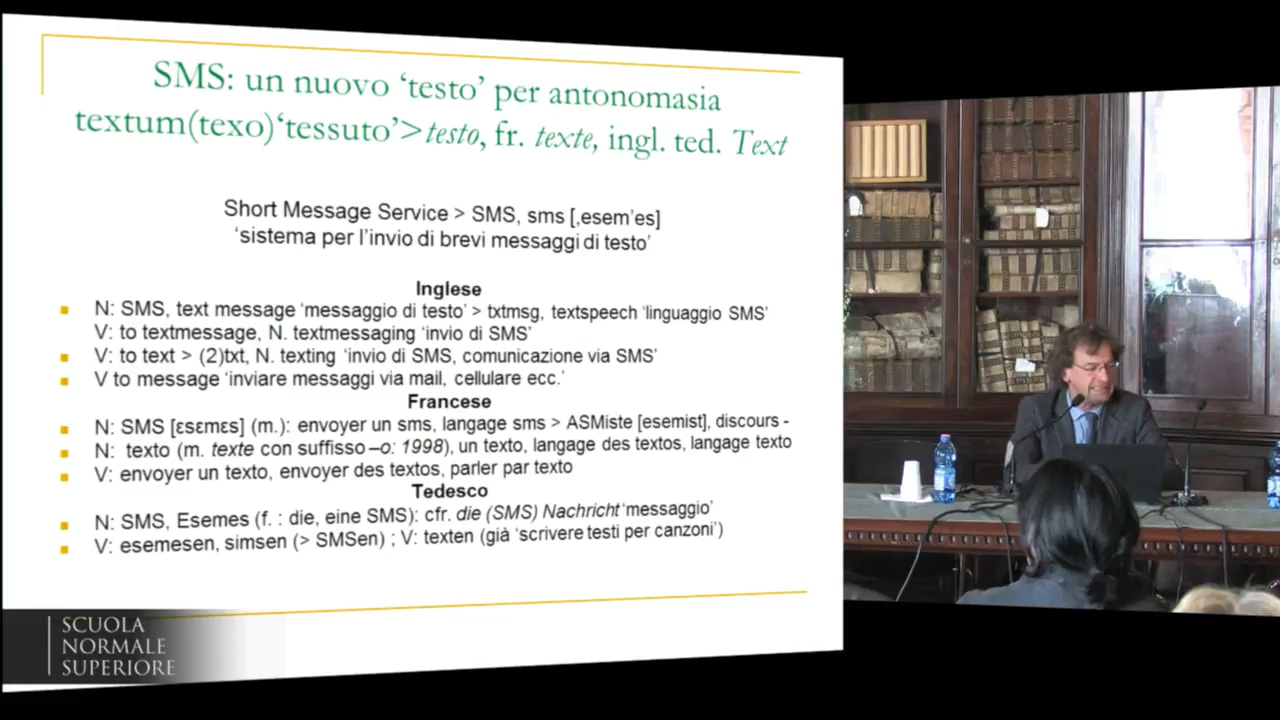 SMS: un nuovo ‘testo’ per antonomasia
textum(texo)‘tessuto’>testo, fr. texte, ingl. ted. Text
Short Message Service > SMS, sms [,esem’es]
‘sistema per l’invio di brevi messaggi di testo’
Inglese
N: SMS, text message ‘messaggio di testo’ > txtmsg, textspeech ‘linguaggio SMS’
V: to textmessage, N. textmessaging ‘invio di SMS’
V: to text > (2)txt, N. texting ‘invio di SMS, comunicazione via SMS’
V to message ‘inviare messaggi via mail, cellulare ecc.’
Francese
N: SMS [ɛsɛmɛs] (m.): envoyer un sms, langage sms > ASMiste [esemist], discours -
N: texto (m. texte con suffisso –o: 1998), un texto, langage des textos, langage texto
V: envoyer un texto, envoyer des textos, parler par texto
Tedesco
N: SMS, Esemes (f. : die, eine SMS): cfr. die (SMS) Nachricht ‘messaggio’
V: esemesen, simsen (> SMSen) ; V: texten (già ‘scrivere testi per canzoni’)
SCUOLA
NORMALE
SUPERIORE